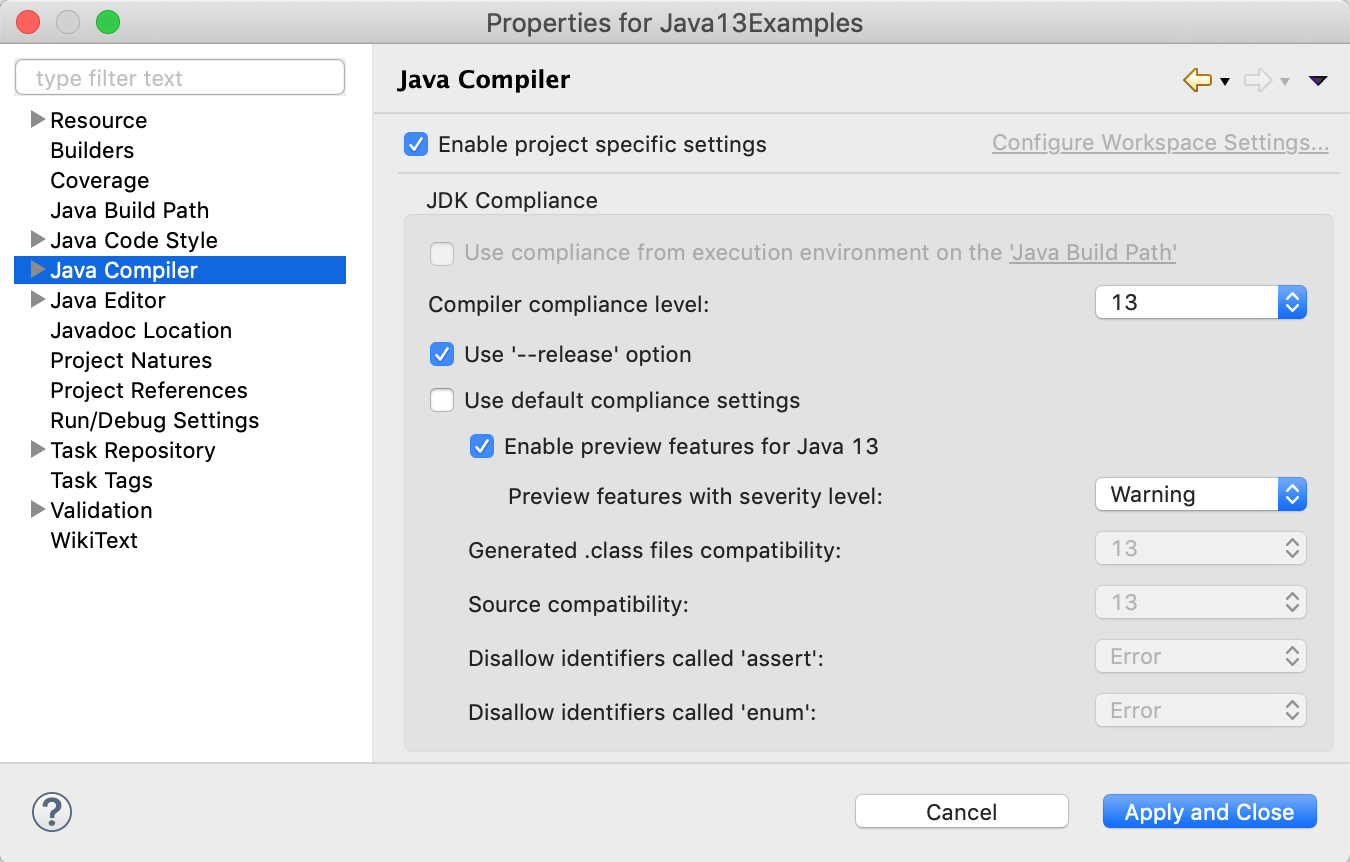 Properties for Java13Examples
type filter text
Resource
Builders
Coverage
Java Build Path
Java Code Style
Java Compiler
Java Editor
Javadoc Location
Project Natures
Project References
Run/Debug Settings
Task Repository
Task Tags
Validation
WikiText
Java Compiler
Enable project specific settings Configure Workspace Settings...
JDK Compliance
Use compliance from execution environment on the 'Java Build Path'
Compiler compliance level: 13
Use '--release' option
Use default compliance settings
Enable preview features for Java 13
Preview features with severity level: Warning
Generated .class files compatibility: 13
Source compatibility: 13
Disallow identifiers called 'assert': Error
Disallow identifiers called 'enum': Error
? Cancel Apply and Close